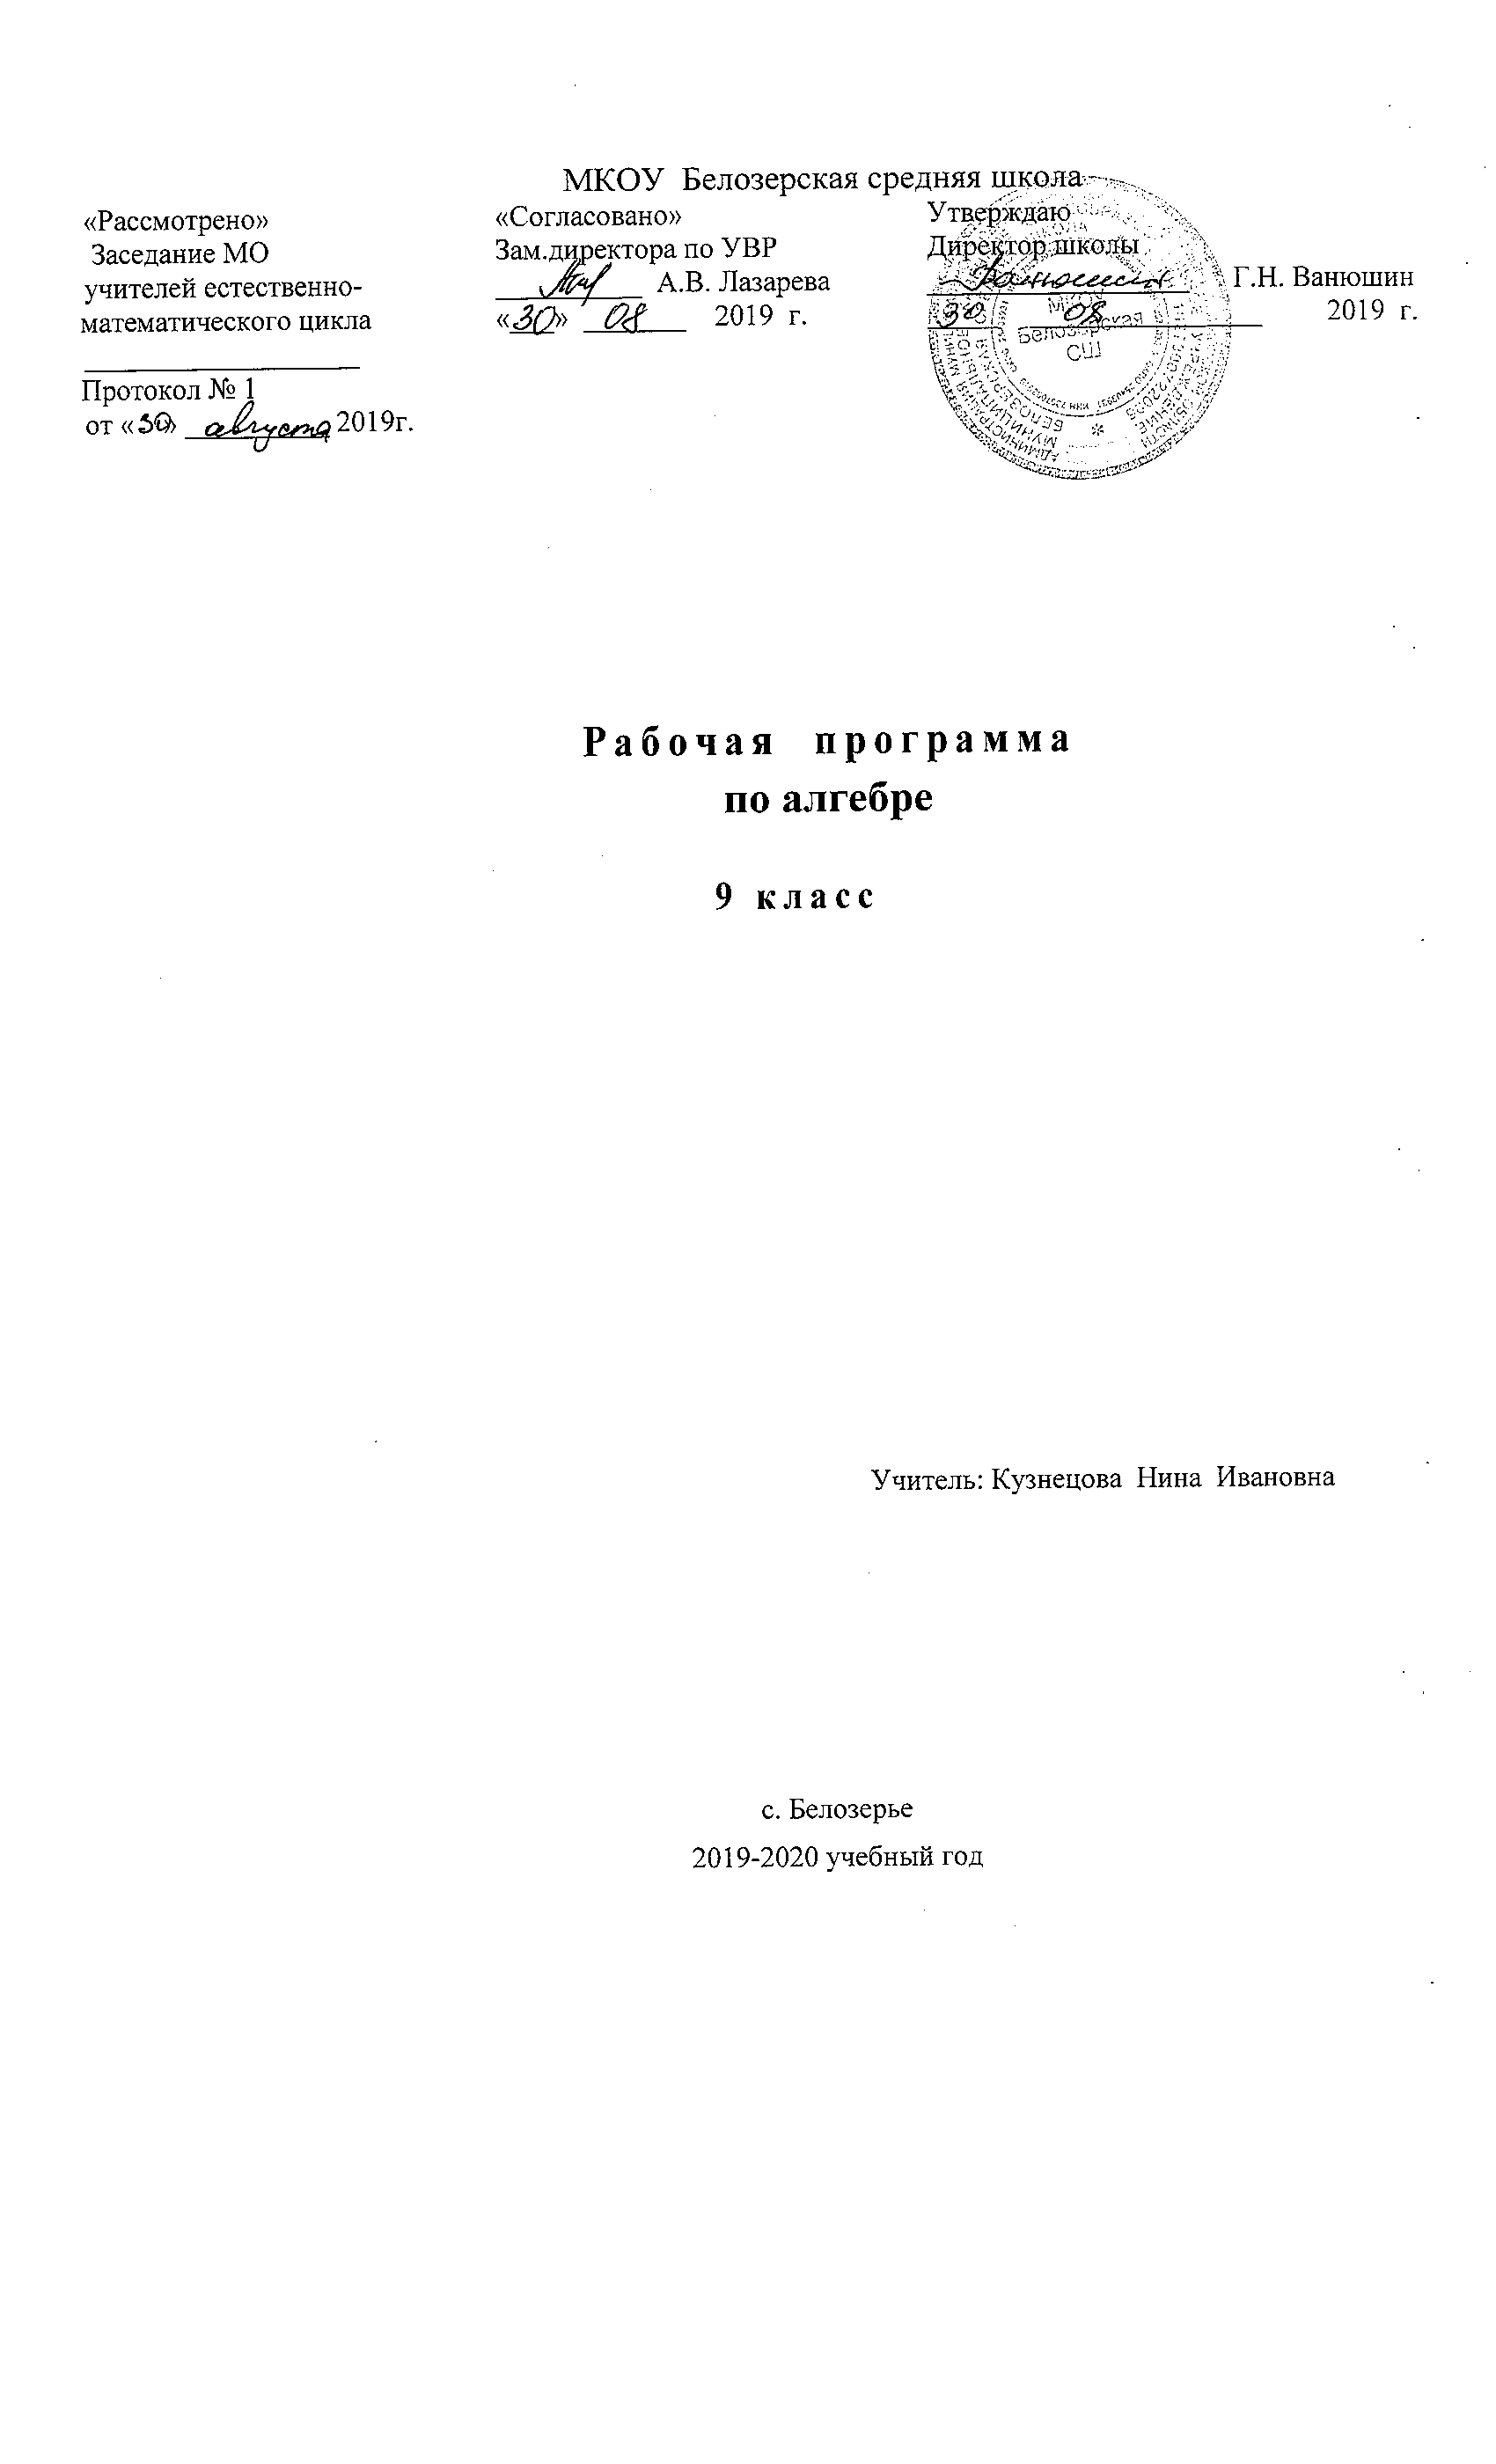 МКОУ Белозерская средняя школа
«Рассмотрено»
Заседание МО
учителей естественно-
математического цикла
Протокол № 1
от «30» августа 2019г.
«Согласовано»
Зам.директора по УВР
А.В. Лазарева
«30» 08 2019 г.
Утверждаю
Директор школы
Г.Н. Ванюшин
30 08 2019 г.
Белозерская
СШ
Рабочая программа
по алгебре
9 класс
Учитель: Кузнецова Нина Ивановна
с. Белозерье
2019-2020 учебный год